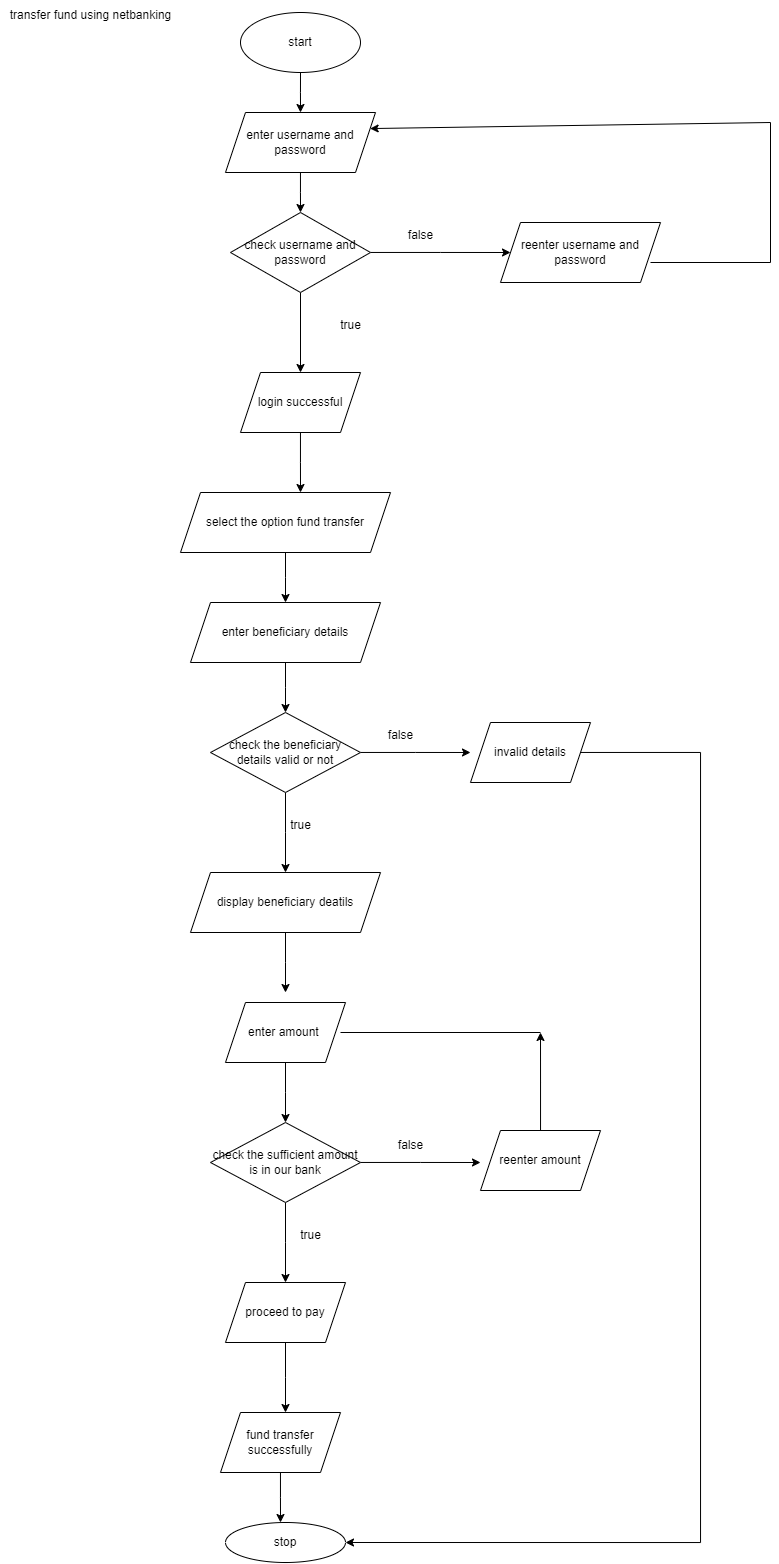 transfer fund using netbanking
start
enter username and
password
check username and
password
false
reenter username and
password
true
login successful
select the option fund transfer
enter beneficiary details
check the beneficiary
details valid or not
false
invalid details
true
display beneficiary deatils
enter amount
check the sufficient amount
is in our bank
false
reenter amount
true
proceed to pay
fund transfer
successfully
stop